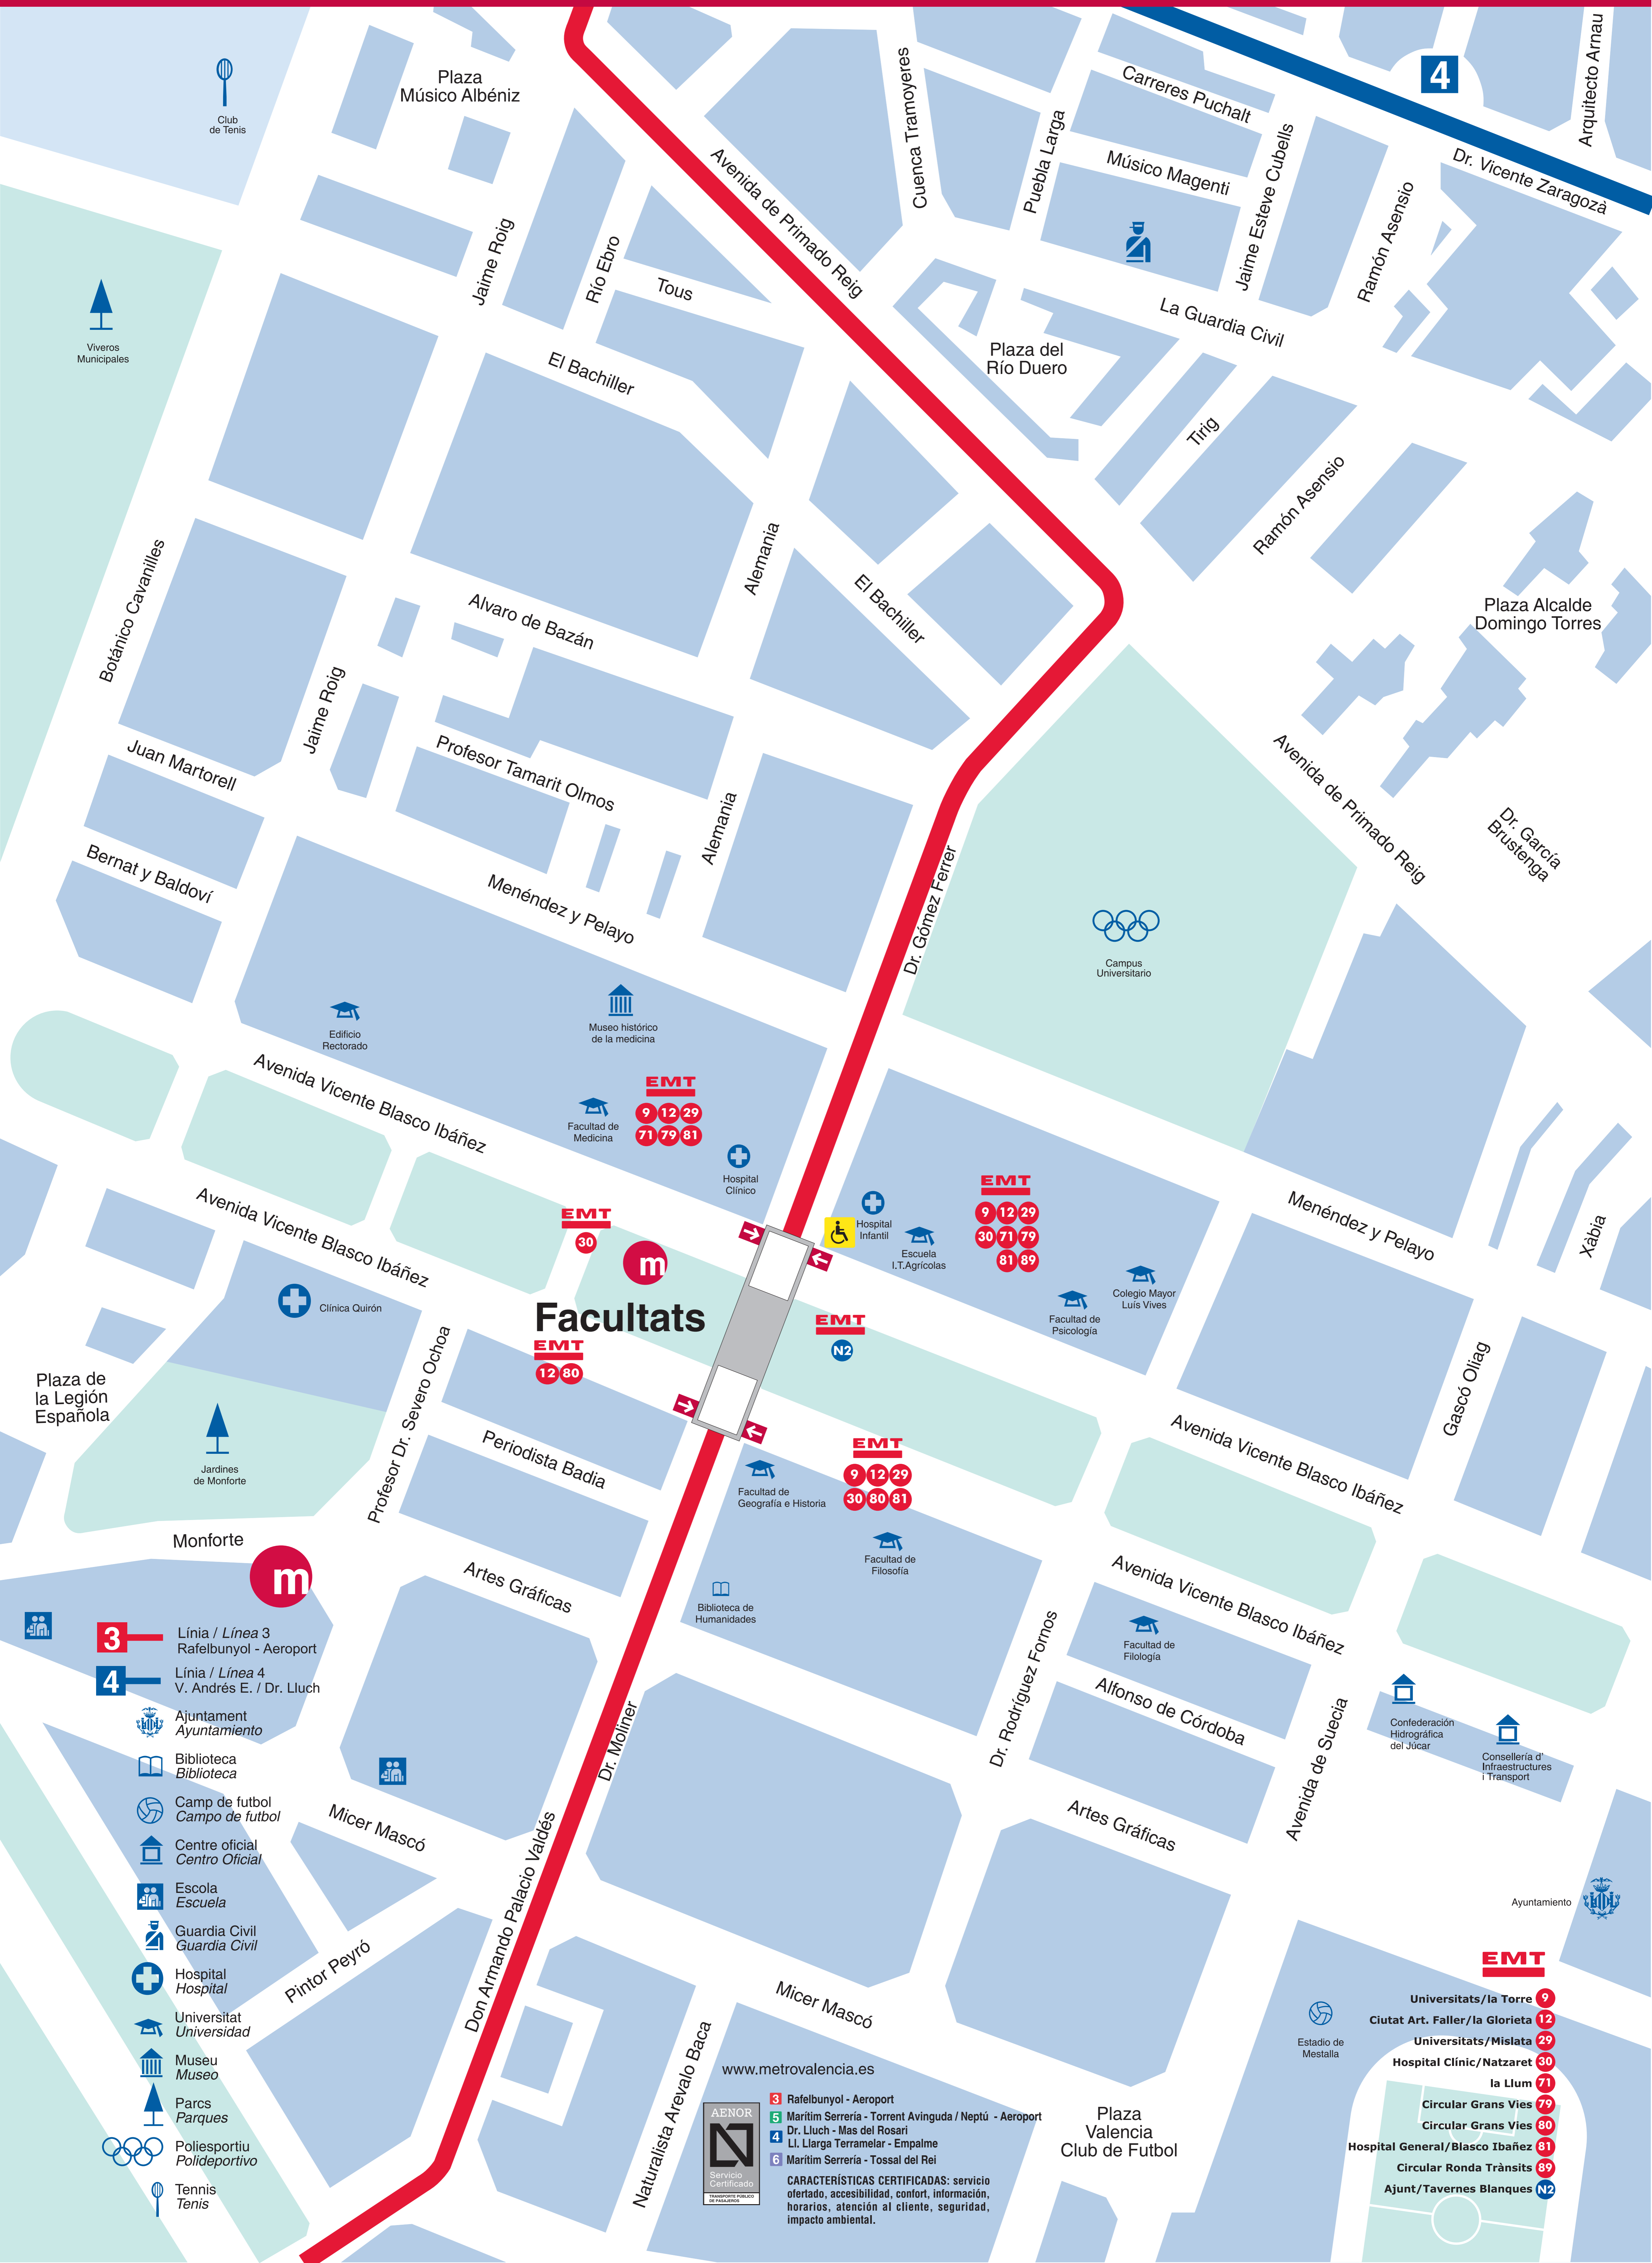 Plaza
Músico Albéniz
Club
de Tenis
Cuenca Tramoyeres
Carreres Puchalt
4
Arquitecto Arnau
Puebla Larga
Músico Magenti
Jaime Esteve Cubells
Dr. Vicente Zaragozà
Ramón Asensio
Avenida de Primado Reig
Jaime Roig
Río Ebro
Tous
La Guardia Civil
Viveros
Municipales
El Bachiller
Plaza del
Río Duero
Tirig
Ramón Asensio
Botánico Cavanilles
Alemania
El Bachiller
Alvaro de Bazán
Plaza Alcalde
Domingo Torres
Jaime Roig
Juan Martorell
Profesor Tamarit Olmos
Avenida de Primado Reig
Alemania
Dr. García
Brustenga
Bernat y Baldoví
Menéndez y Pelayo
Dr. Gómez Ferrer
Campus
Universitario
Edificio
Rectorado
Museo histórico
de la medicina
Avenida Vicente Blasco Ibáñez
EMT
9 12 29
71 79 81
Facultad de
Medicina
Hospital
Clínico
Avenida Vicente Blasco Ibáñez
EMT
30
m
Facultats
EMT
12 80
Hospital
Infantil
Escuela
I.T.Agrícolas
EMT
9 12 29
30 71 79
81 89
Colegio Mayor
Luís Vives
Facultad de
Psicología
Menéndez y Pelayo
Xàbia
EMT
N2
Clínica Quirón
Plaza de
la Legión
Española
Profesor Dr. Severo Ochoa
Gascó Oliag
Jardines
de Monforte
Periodista Badia
Avenida Vicente Blasco Ibáñez
EMT
9 12 29
30 80 81
Facultad de
Geografía e Historia
Facultad de
Filosofía
Monforte
m
Artes Gráficas
Biblioteca de
Humanidades
Avenida Vicente Blasco Ibáñez
Dr. Rodríguez Fornos
Facultad de
Filología
Alfonso de Córdoba
Avenida de Suecia
Confederación
Hidrográfica
del Júcar
Consellería d'
Infraestructures
i Transport
Dr. Moliner
Artes Gráficas
Micer Mascó
Don Armando Palacio Valdés
Pintor Peyró
Micer Mascó
Naturalista Arevalo Baca
Ayuntamiento
Estadio de
Mestalla
Plaza
Valencia
Club de Futbol
3
Línia / Línea 3
Rafelbunyol - Aeroport
4
Línia / Línea 4
V. Andrés E. / Dr. Lluch
Ajuntament
Ayuntamiento
Biblioteca
Biblioteca
Camp de futbol
Campo de futbol
Centre oficial
Centro Oficial
Escola
Escuela
Guardia Civil
Guardia Civil
Hospital
Hospital
Universitat
Universidad
Museu
Museo
Parcs
Parques
Poliesportiu
Polideportivo
Tennis
Tenis
www.metrovalencia.es
AENOR
Servicio
Certificado
TRANSPORTE PÚBLICO
DE PASAJEROS
3 Rafelbunyol - Aeroport
5 Marítim Serrería - Torrent Avinguda / Neptú - Aeroport
4 Dr. Lluch - Mas del Rosari
Ll. Llarga Terramelar - Empalme
6 Marítim Serrería - Tossal del Rei
CARACTERÍSTICAS CERTIFICADAS: servicio
ofertado, accesibilidad, confort, información,
horarios, atención al cliente, seguridad,
impacto ambiental.
EMT
Universitats/la Torre 9
Ciutat Art. Faller/la Glorieta 12
Universitats/Mislata 29
Hospital Clínic/Natzaret 30
la Llum 71
Circular Grans Vies 79
Circular Grans Vies 80
Hospital General/Blasco Ibañez 81
Circular Ronda Trànsits 89
Ajunt/Tavernes Blanques N2